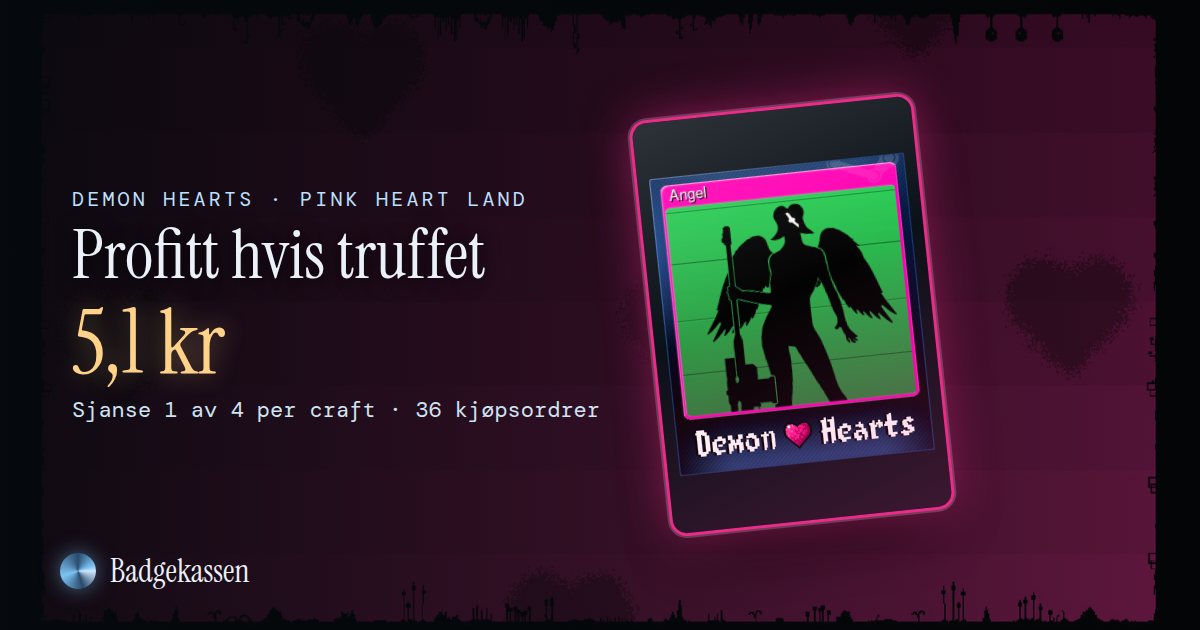 DEMON HEARTS · PINK HEART LAND
Profitt hvis truffet
5,1 kr
Sjanse 1 av 4 per craft · 36 kjøpsordrer
Angel
Demon Hearts
Badgekassen